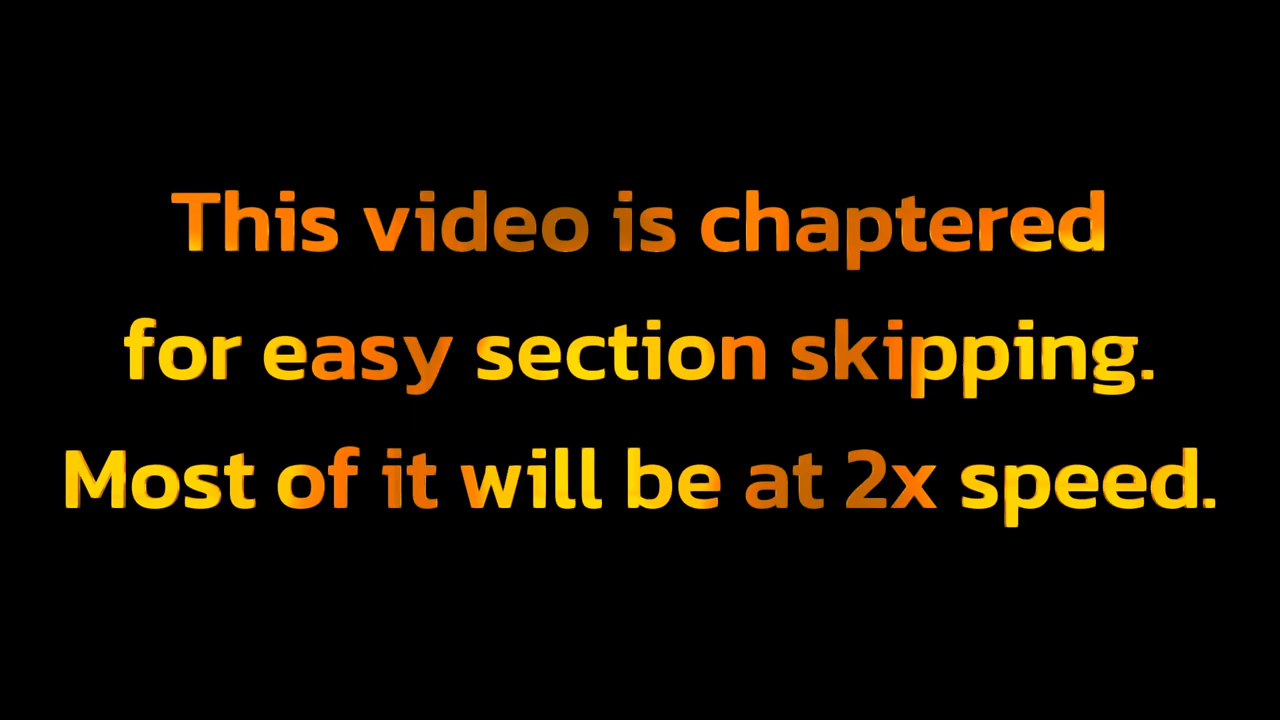 This video is chaptered
for easy section skipping.
Most of it will be at 2x speed.